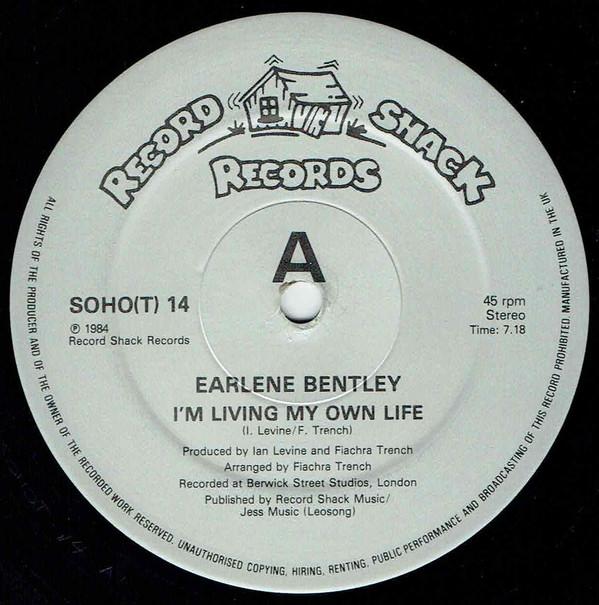 RECORD SHACK
RECORDS
A
SOHO(T) 14
℗ 1984
Record Shack Records
45 rpm
Stereo
Time: 7.18
EARLENE BENTLEY
I'M LIVING MY OWN LIFE
(I. Levine/F. Trench)
Produced by Ian Levine and Fiachra Trench
Arranged by Fiachra Trench
Recorded at Berwick Street Studios, London
Published by Record Shack Music/
Jess Music (Leosong)
ALL RIGHTS OF THE PRODUCER AND OF THE OWNER OF THE RECORDED WORK RESERVED. UNAUTHORISED COPYING, HIRING, RENTING, PUBLIC PERFORMANCE AND BROADCASTING OF THIS RECORD PROHIBITED. MANUFACTURED IN THE UK